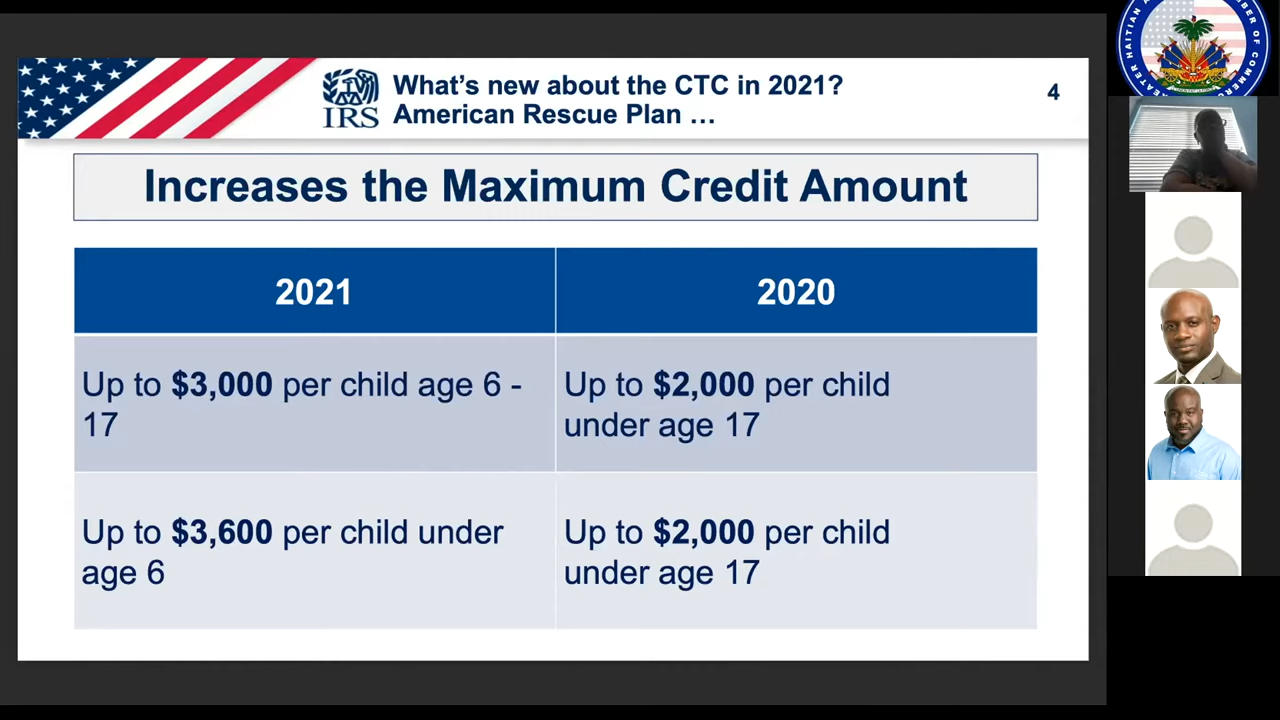 What's new about the CTC in 2021?
American Rescue Plan ...
4
IRS
Increases the Maximum Credit Amount
2021
2020
Up to $3,000 per child age 6 -
17
Up to $2,000 per child
under age 17
Up to $3,600 per child under
age 6
Up to $2,000 per child
under age 17